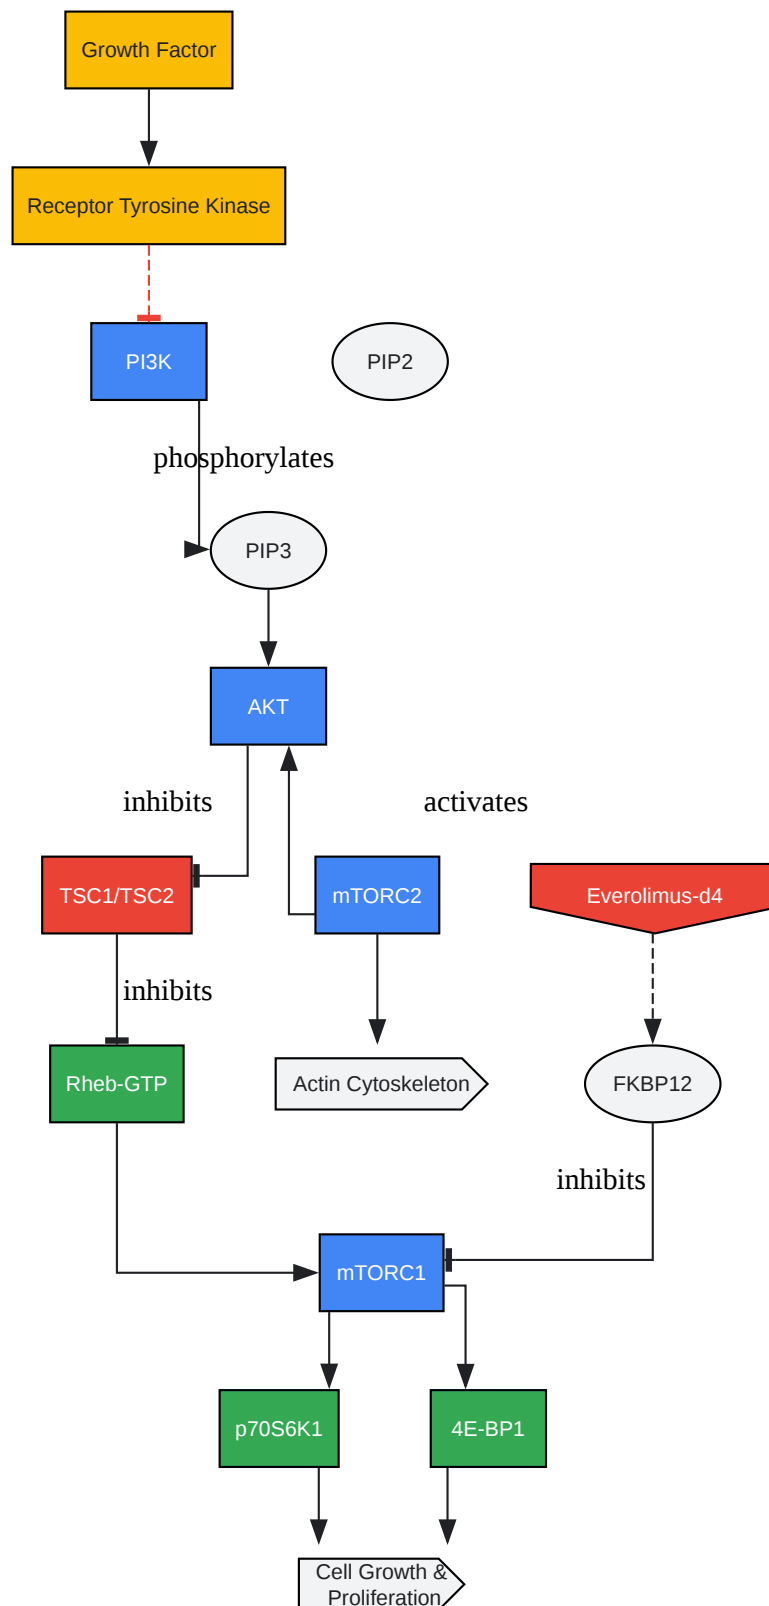 Growth Factor
Receptor Tyrosine Kinase
PI3K
PIP2
phosphorylates
PIP3
AKT
inhibits
activates
TSC1/TSC2
mTORC2
Everolimus-d4
inhibits
Rheb-GTP
Actin Cytoskeleton
FKBP12
inhibits
mTORC1
p70S6K1
4E-BP1
Cell Growth &
Proliferation